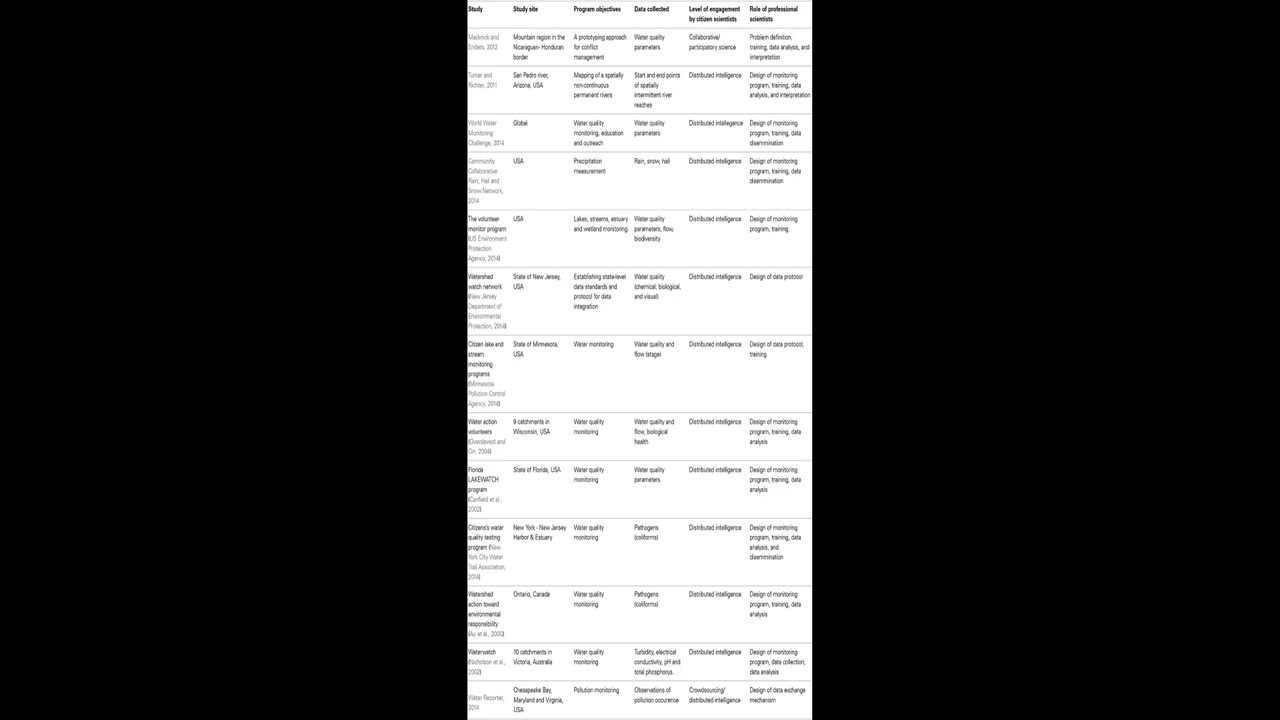 Study Study site Program objectives Data collected Level of engagement by citizen scientists Role of professional scientists
Maclinick and Enders, 2012 Mountain region in the Nicaraguan- Honduran border A prototyping approach for conflict management Water quality parameters Collaborative/ participatory science Problem definition, training, data analysis, and interpretation
Turner and Richter, 2011 San Pedro river, Arizona, USA Mapping of a spatially non-continuous permanent rivers Start and end points of spatially intermittent river reaches Distributed intelligence Design of monitoring program, training, data analysis, and interpretation
World Water Monitoring Challenge, 2014 Global Water quality monitoring, education and outreach Water quality parameters Distributed intellegence Design of monitoring program, training, data disemmination
Community Collaborative Rain, Hail and Snow Network, 2014 USA Precipitation measurement Rain, snow, hail Distributed intelligence Design of monitoring program, training, data disemmination
The volunteer monitor program (US Environment Protection Agency, 2014) USA Lakes, streams, estuary and wetland monitoring Water quality parameters, flow, biodiversity Distributed intelligence Design of monitoring program, training
Watershed watch network (New Jersey Department of Environmental Protection, 2014) State of New Jersey, USA Establishing state-level data standards and protocol for data integration Water quality (chemical, biological, and visual) Distributed intelligence Design of data protocol
Citizen lake and stream monitoring programs (Minnesota Pollution Control Agency, 2014) State of Minnesota, USA Water monitoring Water quality and flow (stage) Distributed intelligence Design of data protocol, training
Water action volunteers (Overdevest and Orr, 2004) 9 catchments in Wisconsin, USA Water quality monitoring Water quality and flow, biological health Distributed intelligence Design of monitoring program, training, data analysis
Florida LAKEWATCH program (Canfield et al., 2002) State of Florida, USA Water quality monitoring Water quality parameters Distributed intelligence Design of monitoring program, training, data analysis
Citizens's water quality testing program (New York City Water Trail Association, 2014) New York - New Jersey Harbor & Estuary Water quality monitoring Pathogens (coliforms) Distributed intelligence Design of monitoring program, training, data analysis, and disemmination
Watershed action toward environmental responsibility (Au et al., 2000) Ontario, Canada Water quality monitoring Pathogens (coliforms) Distributed intelligence Design of monitoring program, training, data analysis
Waterwatch (Nicholson et al., 2002) 10 catchments in Victoria, Australia Water quality monitoring Turbidity, electrical conductivity, pH and total phosphorus. Distributed intelligence Design of monitoring program, data collection, data analysis
Water Reporter, 2014 Chesapeake Bay, Maryland and Virginia, USA Pollution monitoring Observations of pollution occurence Crowdsourcing/ distributed intelligence Design of data exchange mechanism